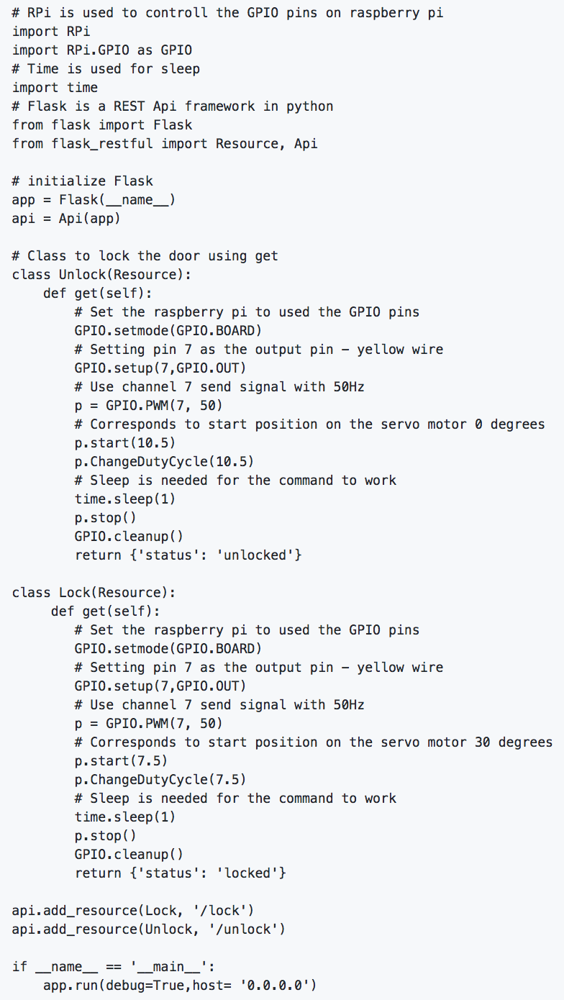 # RPi is used to controll the GPIO pins on raspberry pi
import RPi
import RPi.GPIO as GPIO
# Time is used for sleep
import time
# Flask is a REST Api framework in python
from flask import Flask
from flask_restful import Resource, Api

# initialize Flask
app = Flask(__name__)
api = Api(app)

# Class to lock the door using get
class Unlock(Resource):
    def get(self):
        # Set the raspberry pi to used the GPIO pins
        GPIO.setmode(GPIO.BOARD)
        # Setting pin 7 as the output pin – yellow wire
        GPIO.setup(7,GPIO.OUT)
        # Use channel 7 send signal with 50Hz
        p = GPIO.PWM(7, 50)
        # Corresponds to start position on the servo motor 0 degrees
        p.start(10.5)
        p.ChangeDutyCycle(10.5)
        # Sleep is needed for the command to work
        time.sleep(1)
        p.stop()
        GPIO.cleanup()
        return {'status': 'unlocked'}

class Lock(Resource):
     def get(self):
        # Set the raspberry pi to used the GPIO pins
        GPIO.setmode(GPIO.BOARD)
        # Setting pin 7 as the output pin – yellow wire
        GPIO.setup(7,GPIO.OUT)
        # Use channel 7 send signal with 50Hz
        p = GPIO.PWM(7, 50)
        # Corresponds to start position on the servo motor 30 degrees
        p.start(7.5)
        p.ChangeDutyCycle(7.5)
        # Sleep is needed for the command to work
        time.sleep(1)
        p.stop()
        GPIO.cleanup()
        return {'status': 'locked'}

api.add_resource(Lock, '/lock')
api.add_resource(Unlock, '/unlock')

if __name__ == '__main__':
    app.run(debug=True,host= '0.0.0.0')